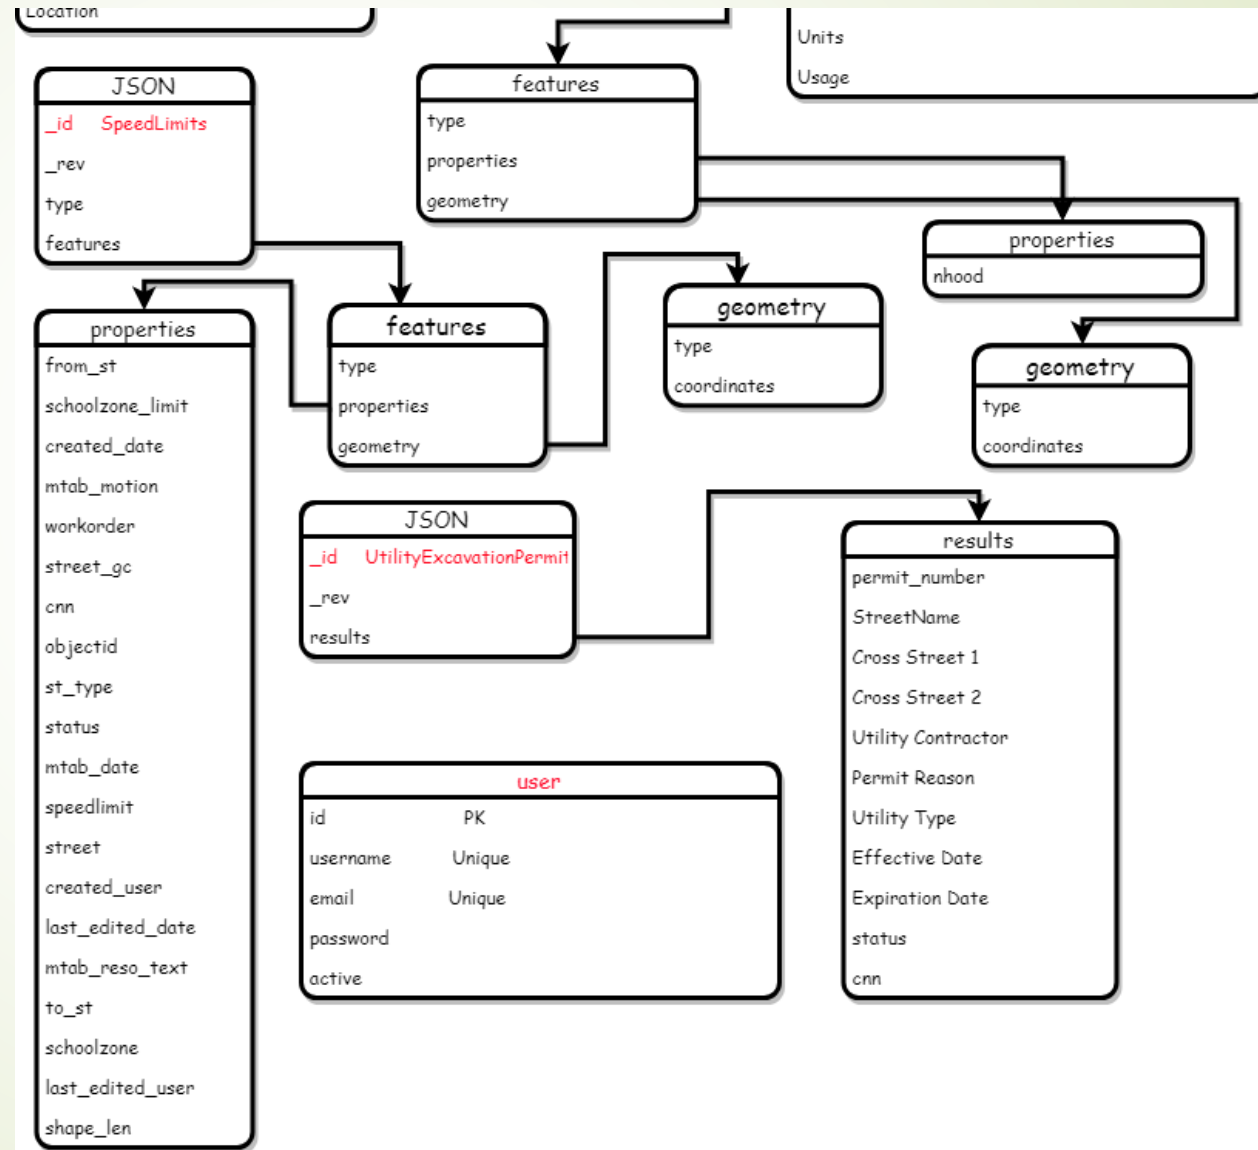 Location
Units
Usage
JSON
_id SpeedLimits
_rev
type
features
features
type
properties
geometry
properties
nhood
properties
from_st
schoolzone_limit
created_date
mtab_motion
workorder
street_gc
cnn
objectid
st_type
status
mtab_date
speedlimit
street
created_user
last_edited_date
mtab_reso_text
to_st
schoolzone
last_edited_user
shape_len
features
type
properties
geometry
geometry
type
coordinates
geometry
type
coordinates
JSON
_id UtilityExcavationPermit
_rev
results
results
permit_number
StreetName
Cross Street 1
Cross Street 2
Utility Contractor
Permit Reason
Utility Type
Effective Date
Expiration Date
status
cnn
user
id PK
username Unique
email Unique
password
active